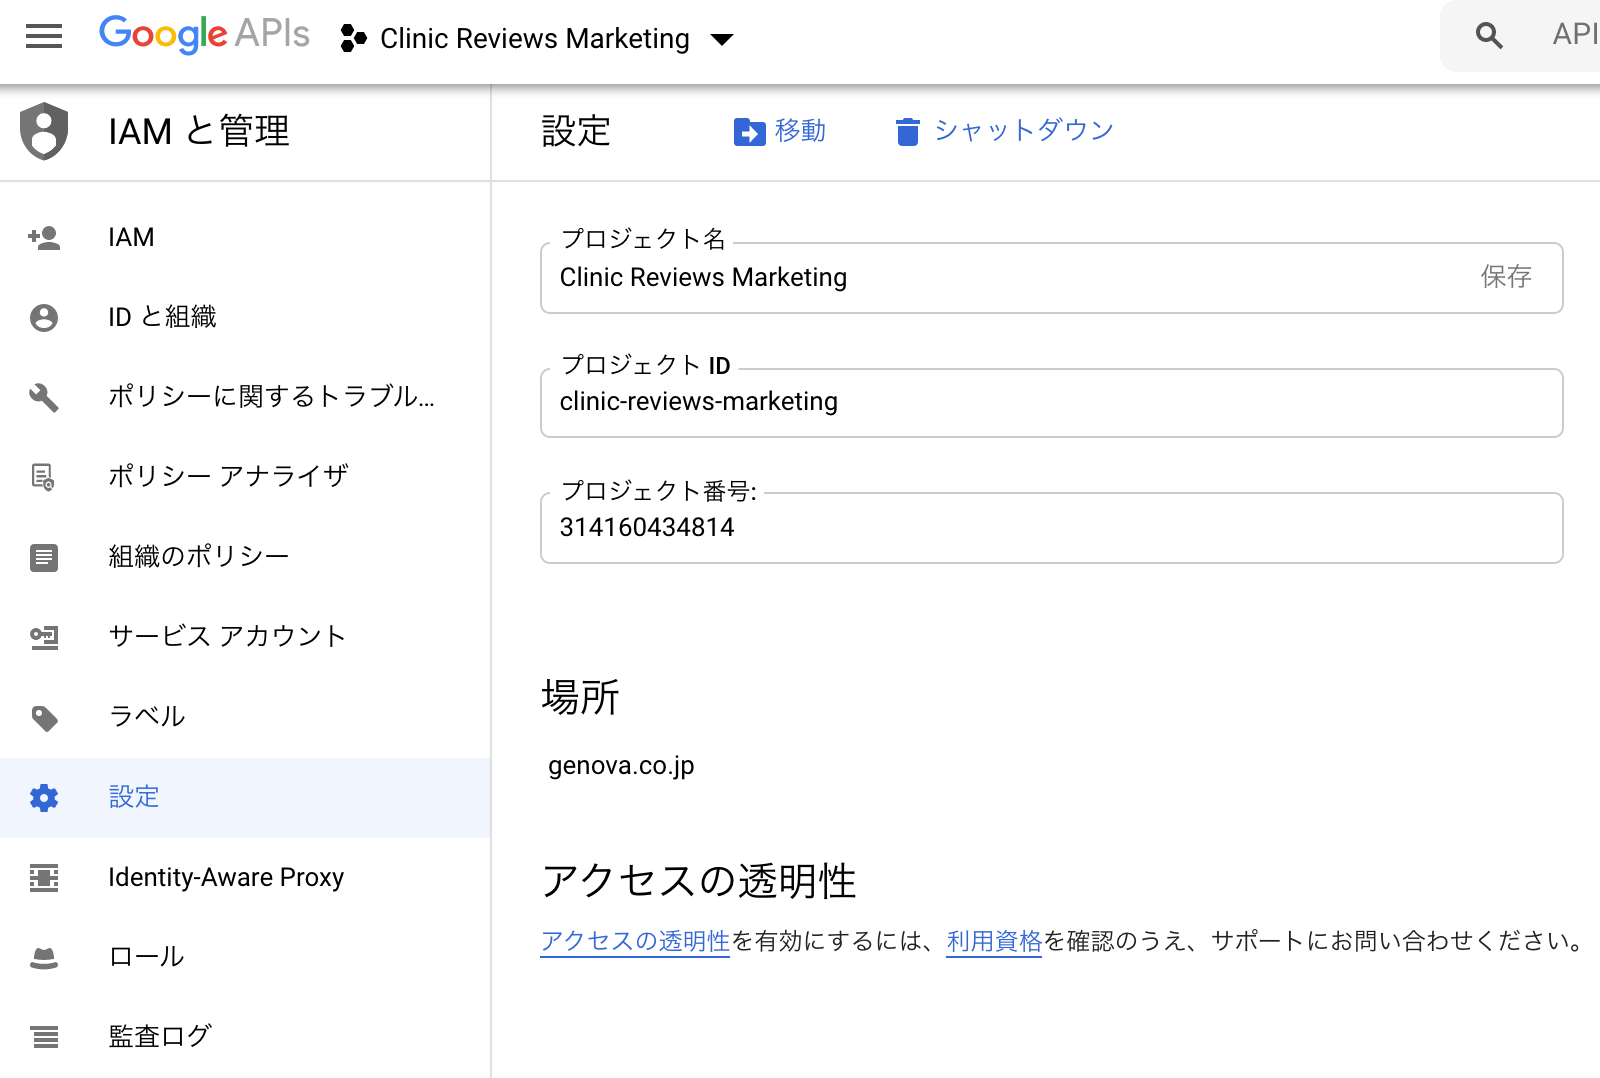 Google APIs Clinic Reviews Marketing API
IAM と管理
設定 移動 シャットダウン
IAM
ID と組織
ポリシーに関するトラブル...
ポリシー アナライザ
組織のポリシー
サービス アカウント
ラベル
設定
Identity-Aware Proxy
ロール
監査ログ
プロジェクト名
Clinic Reviews Marketing 保存
プロジェクト ID
clinic-reviews-marketing
プロジェクト番号:
314160434814
場所
genova.co.jp
アクセスの透明性
アクセスの透明性を有効にするには、利用資格を確認のうえ、サポートにお問い合わせください。